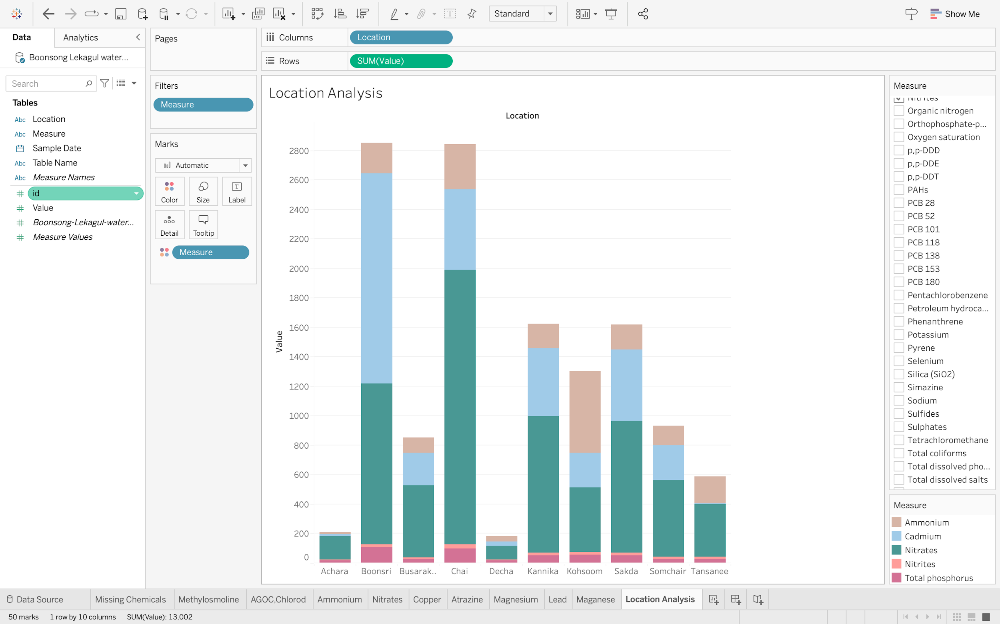 Standard
Show Me
Data
Analytics
Boonsong Lekagul water...
Search
Tables
Abc Location
Abc Measure
Sample Date
Abc Table Name
Abc Measure Names
id
Value
Boonsong-Lekagul-water...
Measure Values
Pages
Filters
Measure
Marks
Automatic
Color
Size
Label
Detail
Tooltip
Measure
Columns
Location
Rows
SUM(Value)
Location Analysis
Location
Value
2800
2600
2400
2200
2000
1800
1600
1400
1200
1000
800
600
400
200
0
Achara Boonsri Busarak.. Chai Decha Kannika Kohsoom Sakda Somchair Tansanee
Measure
Nitrites
Organic nitrogen
Orthophosphate-p...
Oxygen saturation
p,p-DDD
p,p-DDE
p,p-DDT
PAHs
PCB 28
PCB 52
PCB 101
PCB 118
PCB 138
PCB 153
PCB 180
Pentachlorobenzene
Petroleum hydroca...
Phenanthrene
Potassium
Pyrene
Selenium
Silica (SiO2)
Simazine
Sodium
Sulfides
Sulphates
Tetrachloromethane
Total coliforms
Total dissolved pho...
Total dissolved salts
Measure
Ammonium
Cadmium
Nitrates
Nitrites
Total phosphorus
Data Source Missing Chemicals Methylosmoline AGOC,Chlorod Ammonium Nitrates Copper Atrazine Magnesium Lead Maganese Location Analysis
50 marks 1 row by 10 columns SUM(Value): 13,002